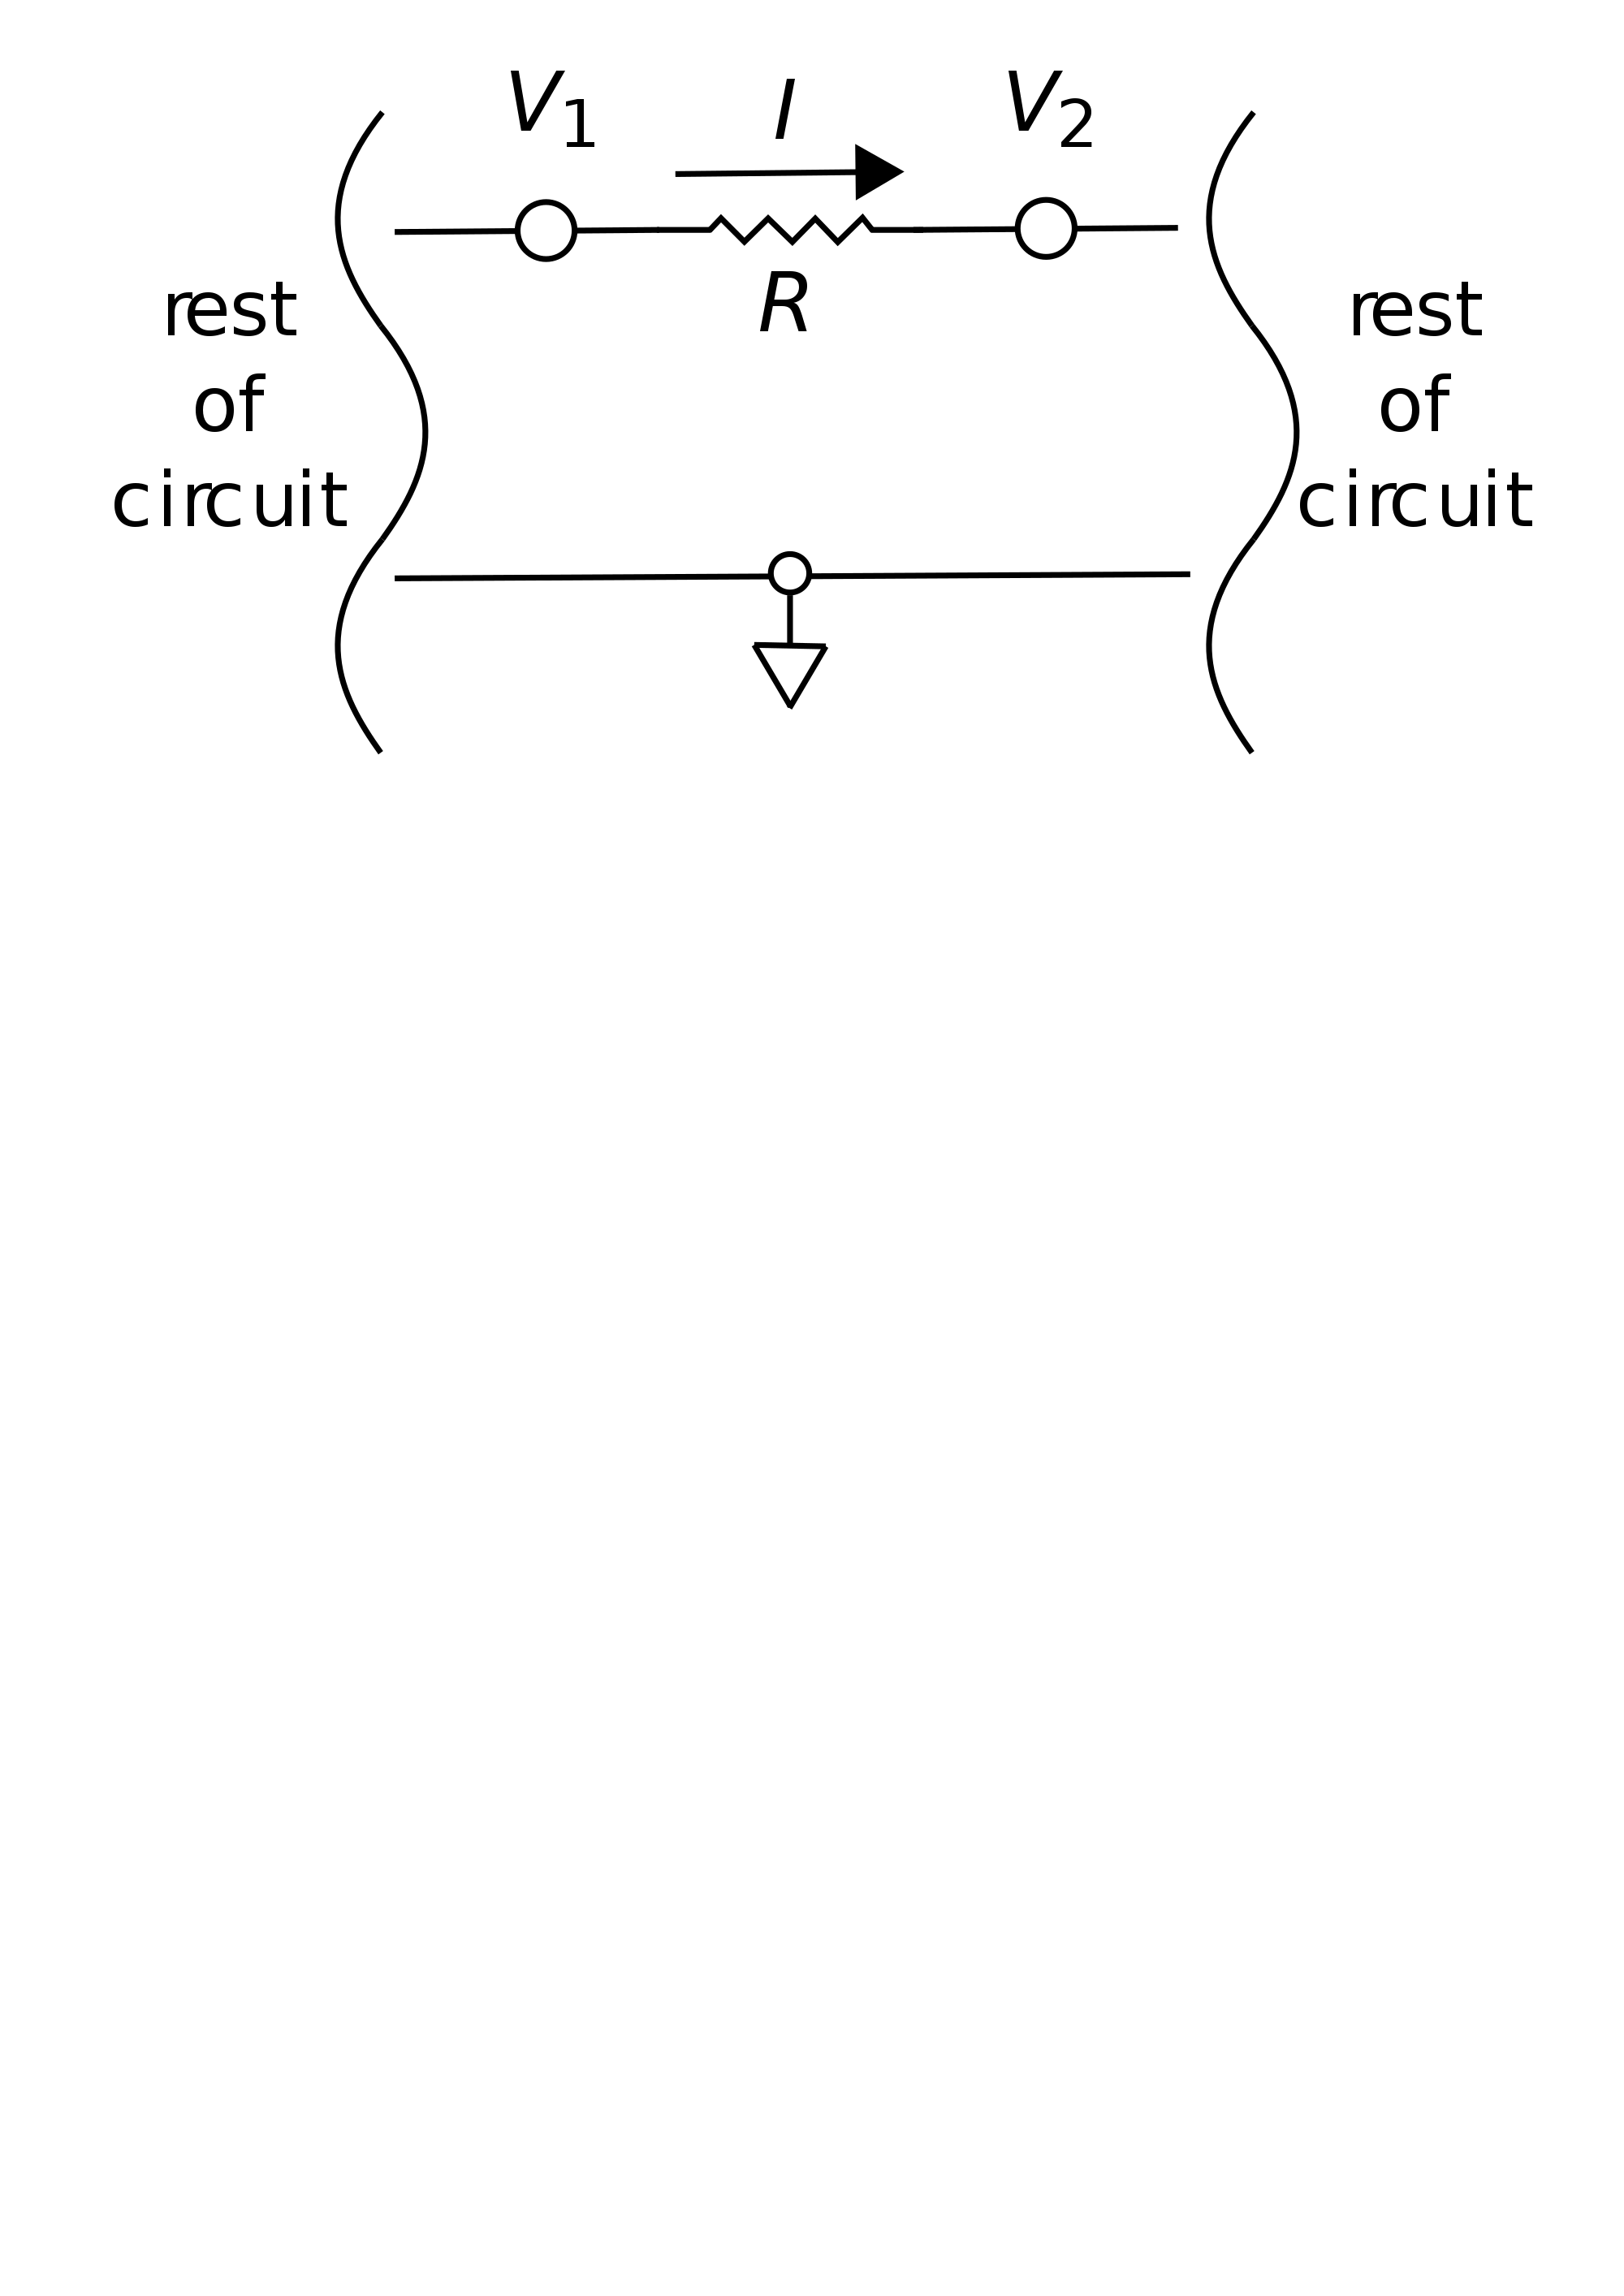 V1
I
V2
R
rest
of
circuit
rest
of
circuit